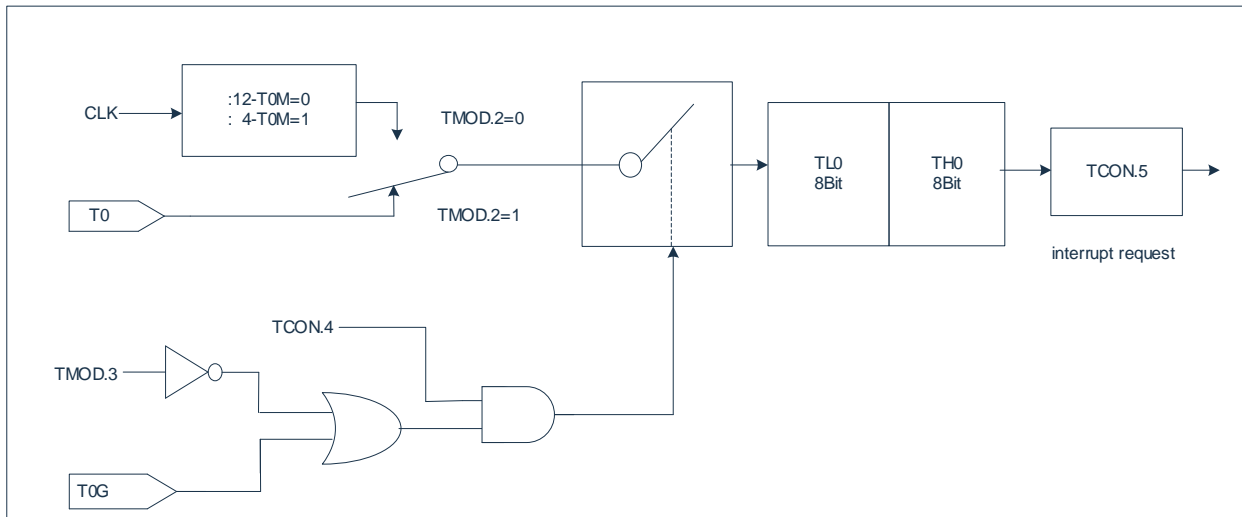 :12-T0M=0
: 4-T0M=1
CLK
TMOD.2=0
T0
TMOD.2=1
TL0
8Bit
TH0
8Bit
TCON.5
interrupt request
TCON.4
TMOD.3
T0G